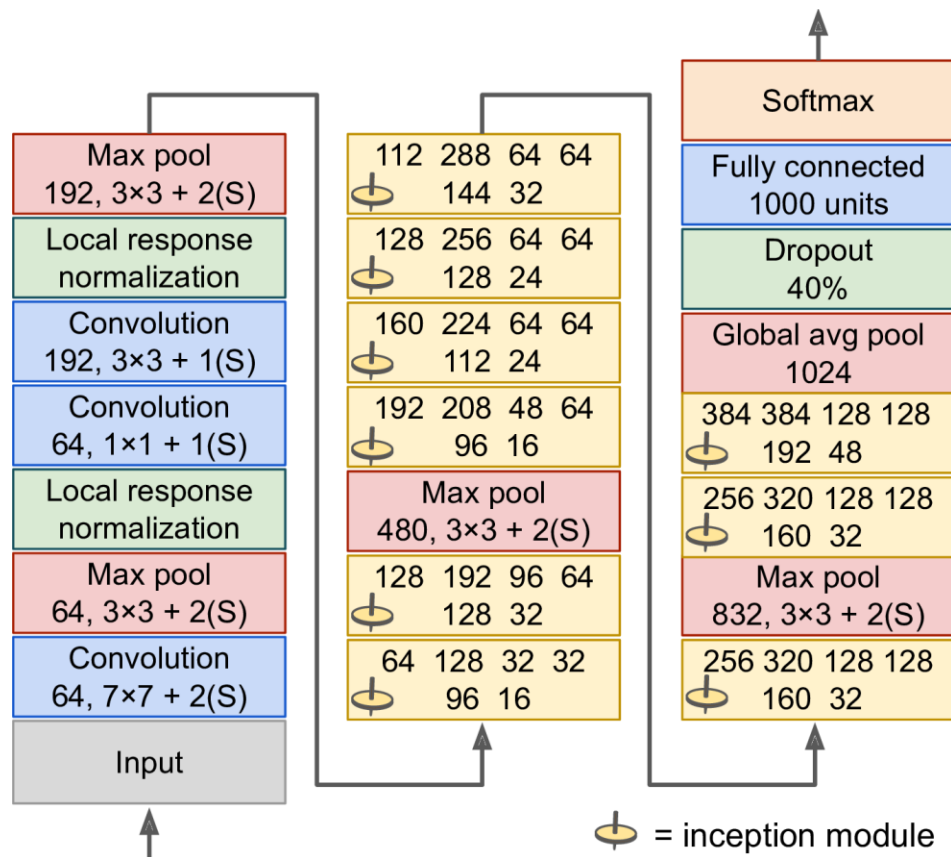 Max pool
192, 3×3 + 2(S)
Local response
normalization
Convolution
192, 3×3 + 1(S)
Convolution
64, 1×1 + 1(S)
Local response
normalization
Max pool
64, 3×3 + 2(S)
Convolution
64, 7×7 + 2(S)
Input
112 288 64 64
144 32
128 256 64 64
128 24
160 224 64 64
112 24
192 208 48 64
96 16
Max pool
480, 3×3 + 2(S)
128 192 96 64
128 32
64 128 32 32
96 16
Softmax
Fully connected
1000 units
Dropout
40%
Global avg pool
1024
384 384 128 128
192 48
256 320 128 128
160 32
Max pool
832, 3×3 + 2(S)
256 320 128 128
160 32
= inception module